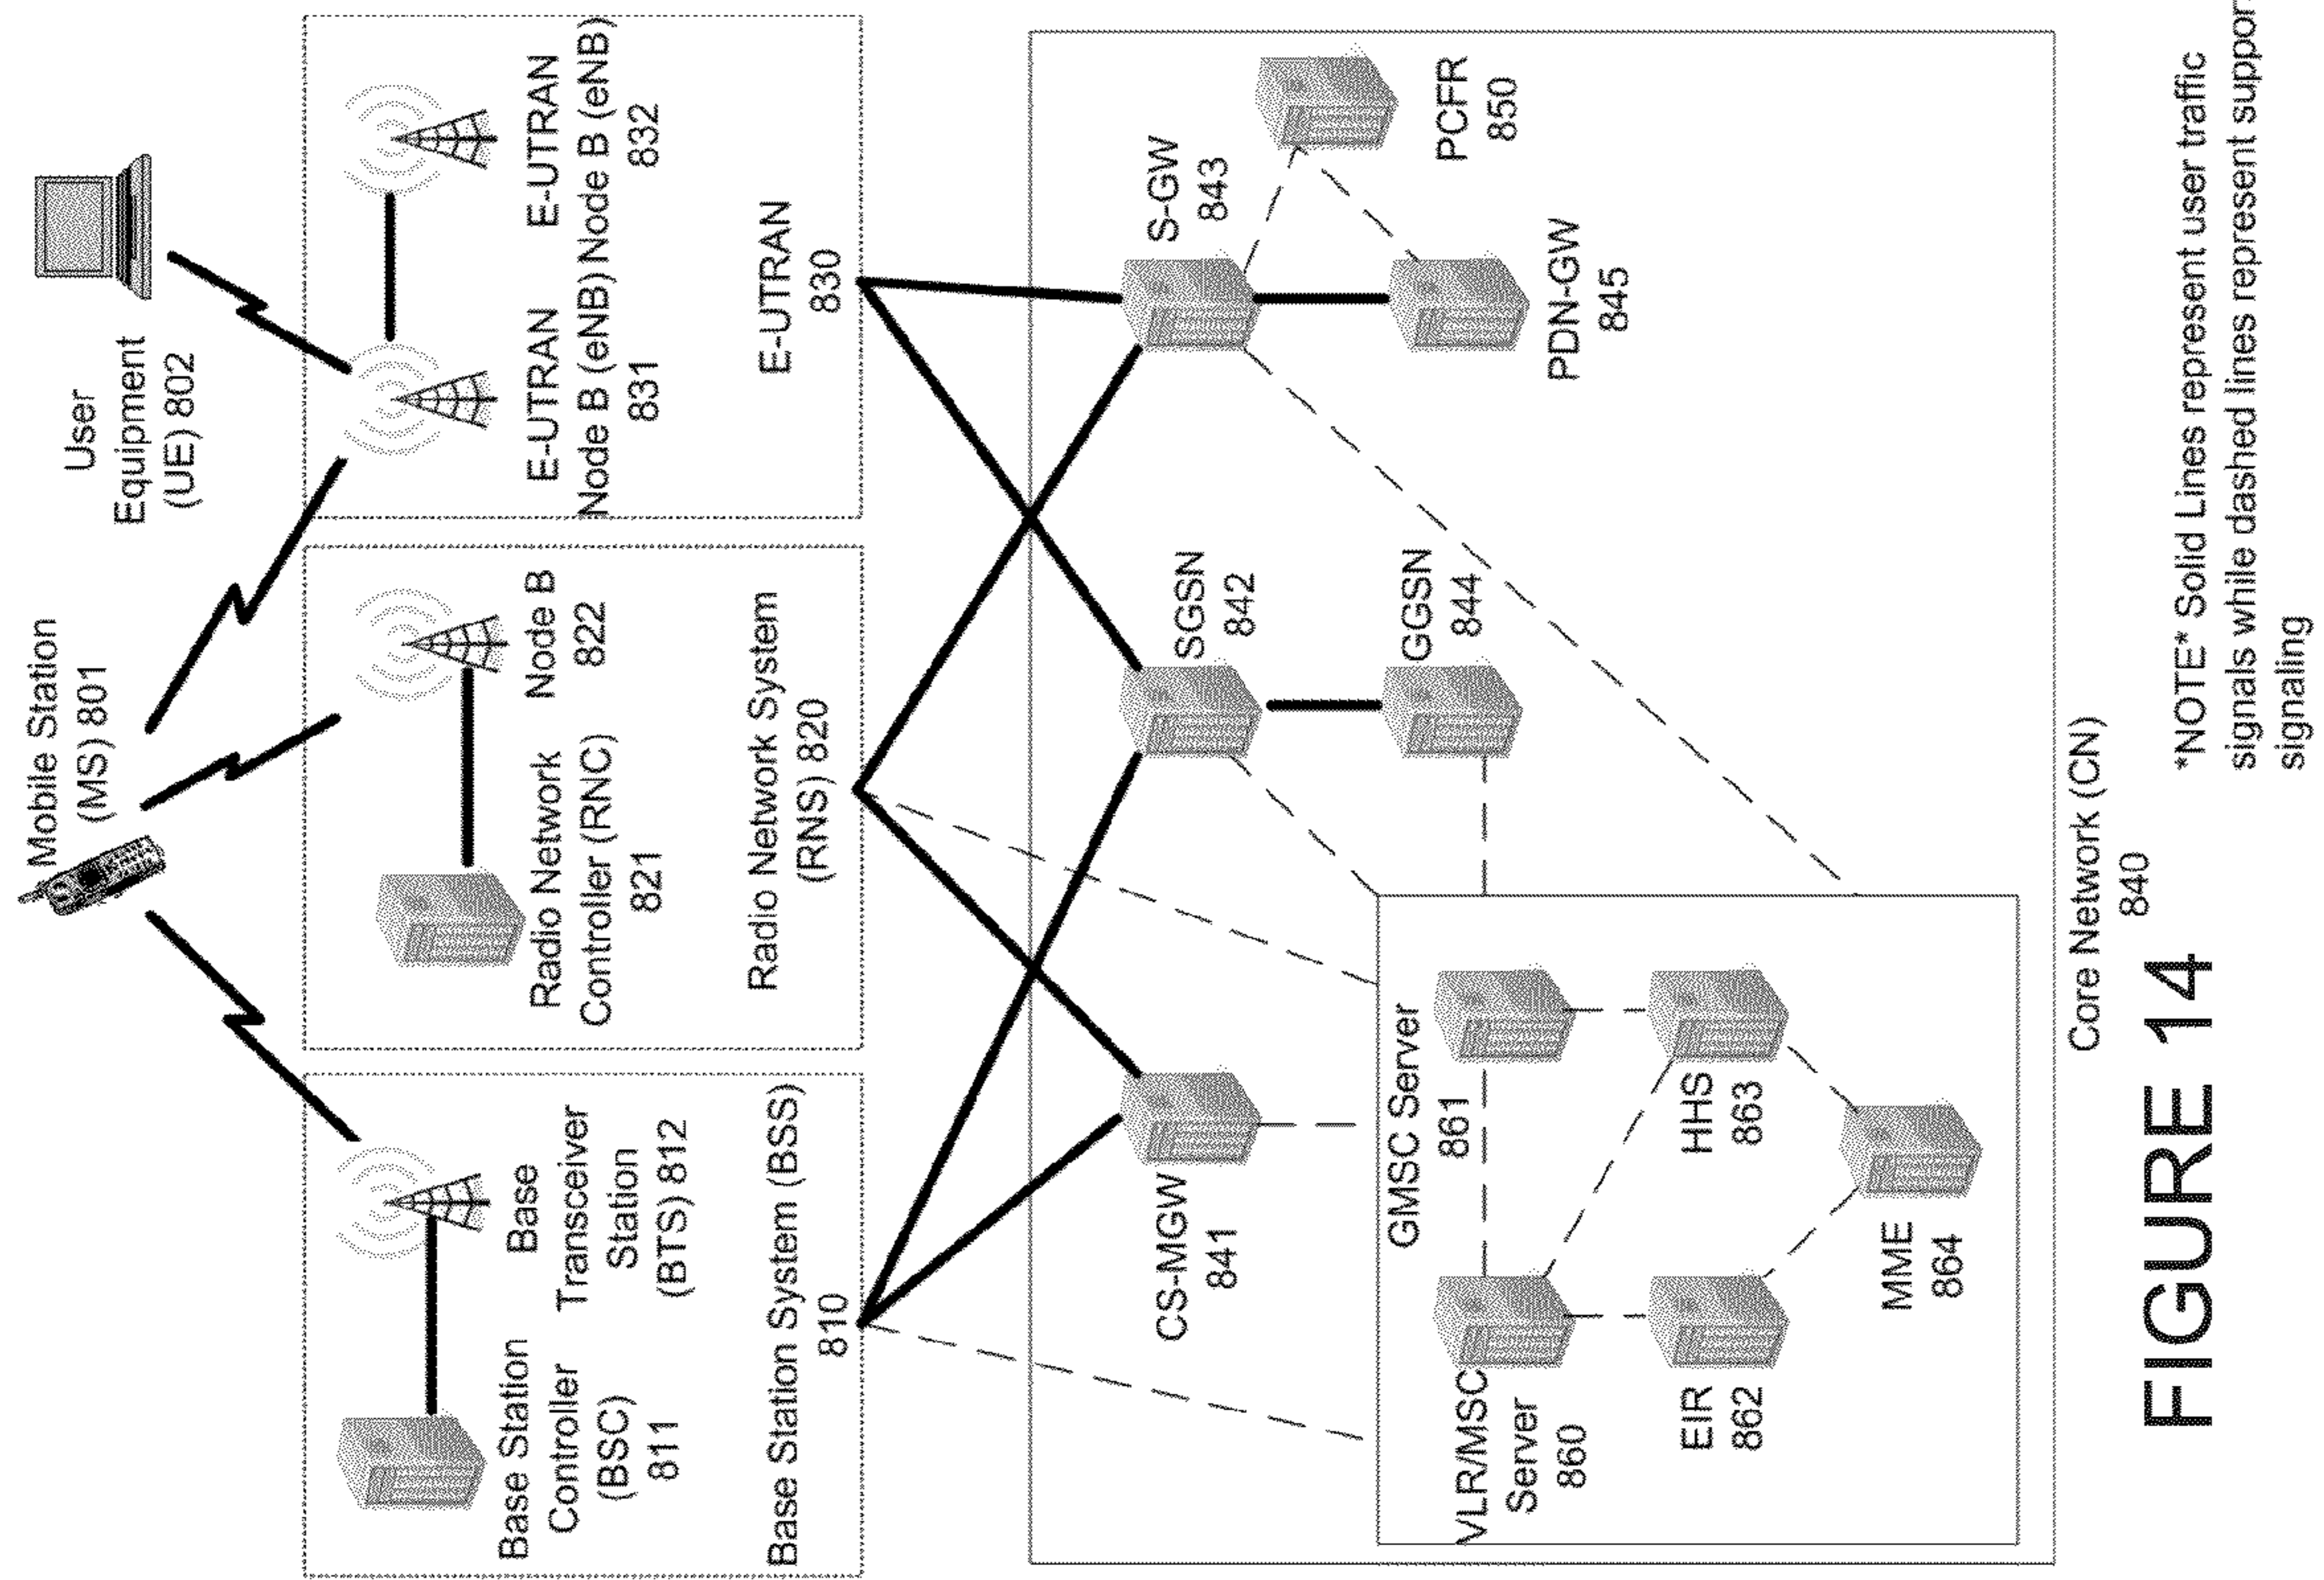 Mobile Station
(MS) 801
User
Equipment
(UE) 802
Base Station
Controller
(BSC)
811
Base
Transceiver
Station
(BTS) 812
Base Station System (BSS)
810
Radio Network
Controller (RNC)
821
Node B
822
Radio Network System
(RNS) 820
E-UTRAN
Node B (eNB)
831
E-UTRAN
Node B (eNB)
832
E-UTRAN
830
CS-MGW
841
SGSN
842
S-GW
843
GGSN
844
PDN-GW
845
PCFR
850
GMSC Server
861
VLR/MSC
Server
860
HHS
863
EIR
862
MME
864
Core Network (CN)
840
FIGURE 14
*NOTE* Solid Lines represent user traffic
signals while dashed lines represent support
signaling